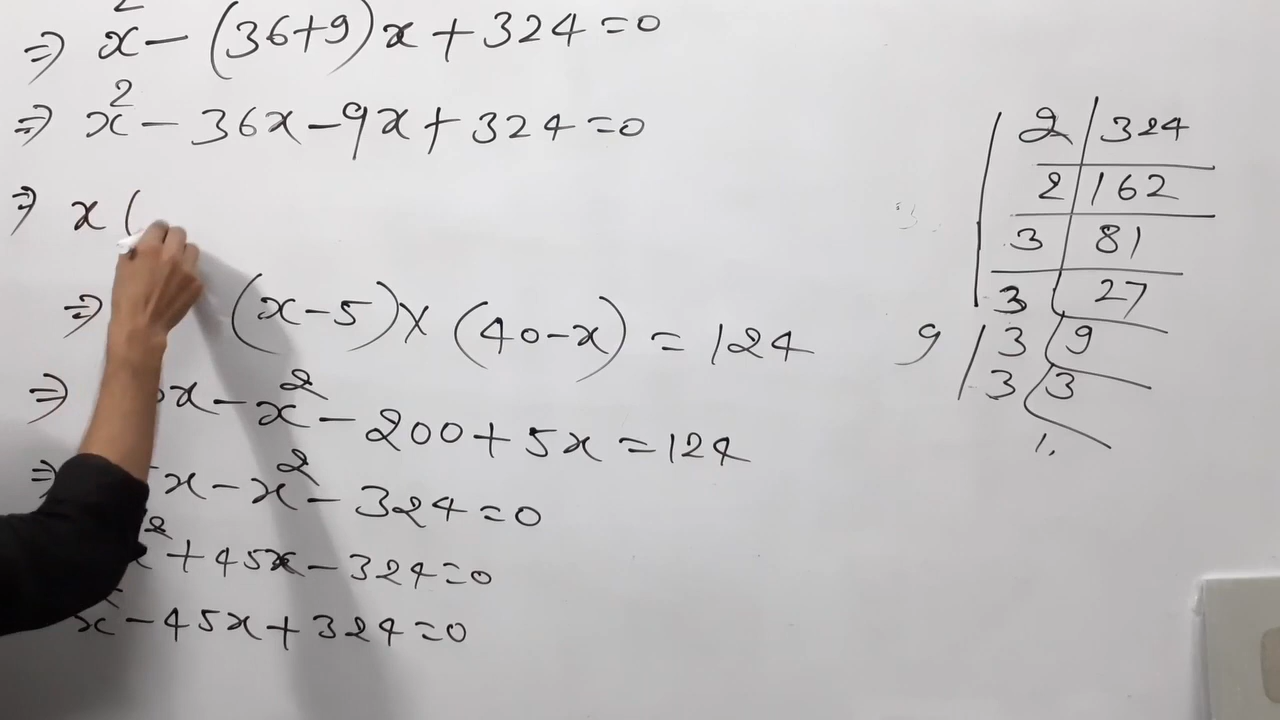 ⇒ x² - (36+9)x + 324 = 0
⇒ x² - 36x - 9x + 324 = 0
⇒ x (
⇒ (x-5) × (40-x) = 124
⇒ x - x² - 200 + 5x = 124
⇒ x - x² - 324 = 0
² + 45x - 324 = 0
x² - 45x + 324 = 0
2 | 324
2 | 162
3 | 81
3 | 27
9 | 3 | 9
3 | 3
1.